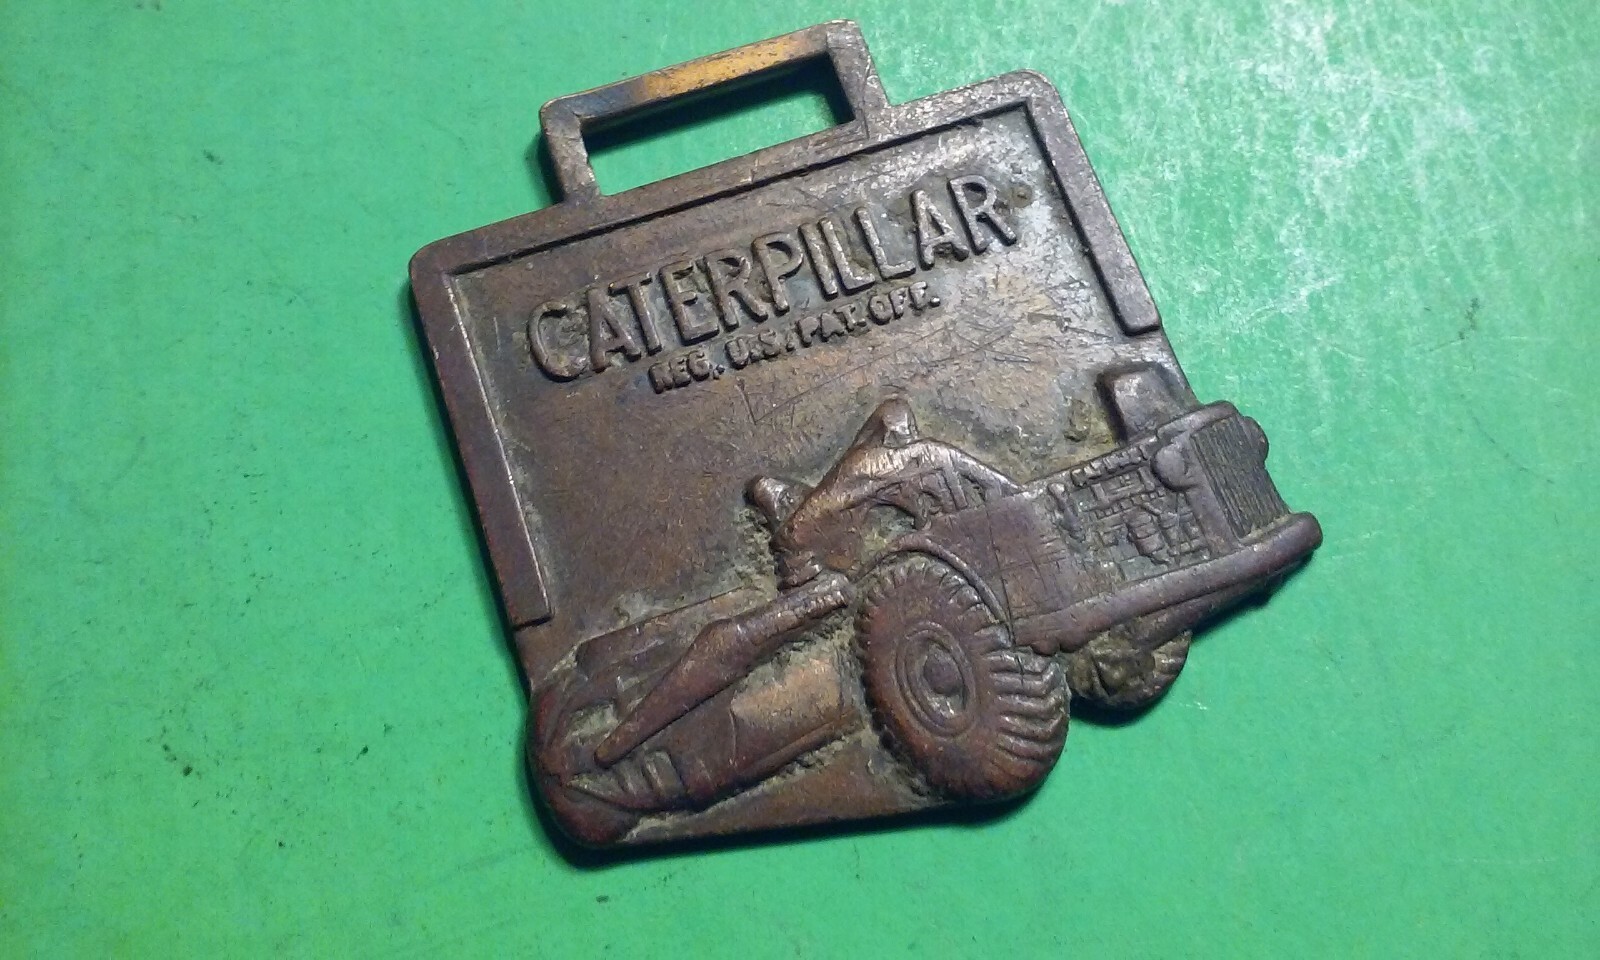 CATERPILLAR
REG. U.S. PAT. OFF.